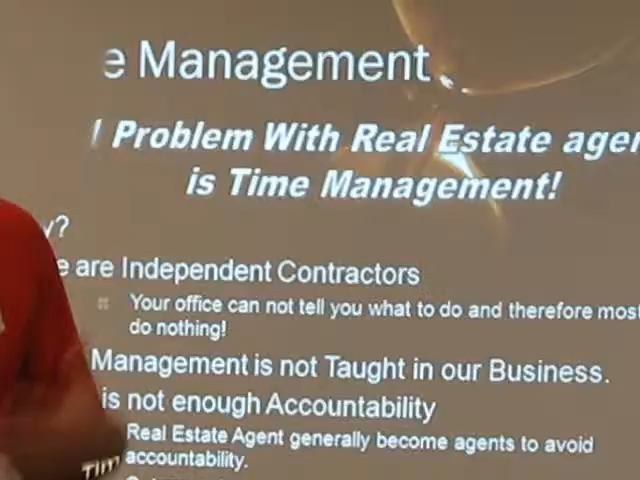 e Management
Problem With Real Estate agen
is Time Management!
y?
e are Independent Contractors
Your office can not tell you what to do and therefore most
do nothing!
Management is not Taught in our Business.
is not enough Accountability
Real Estate Agent generally become agents to avoid
Tim accountability.